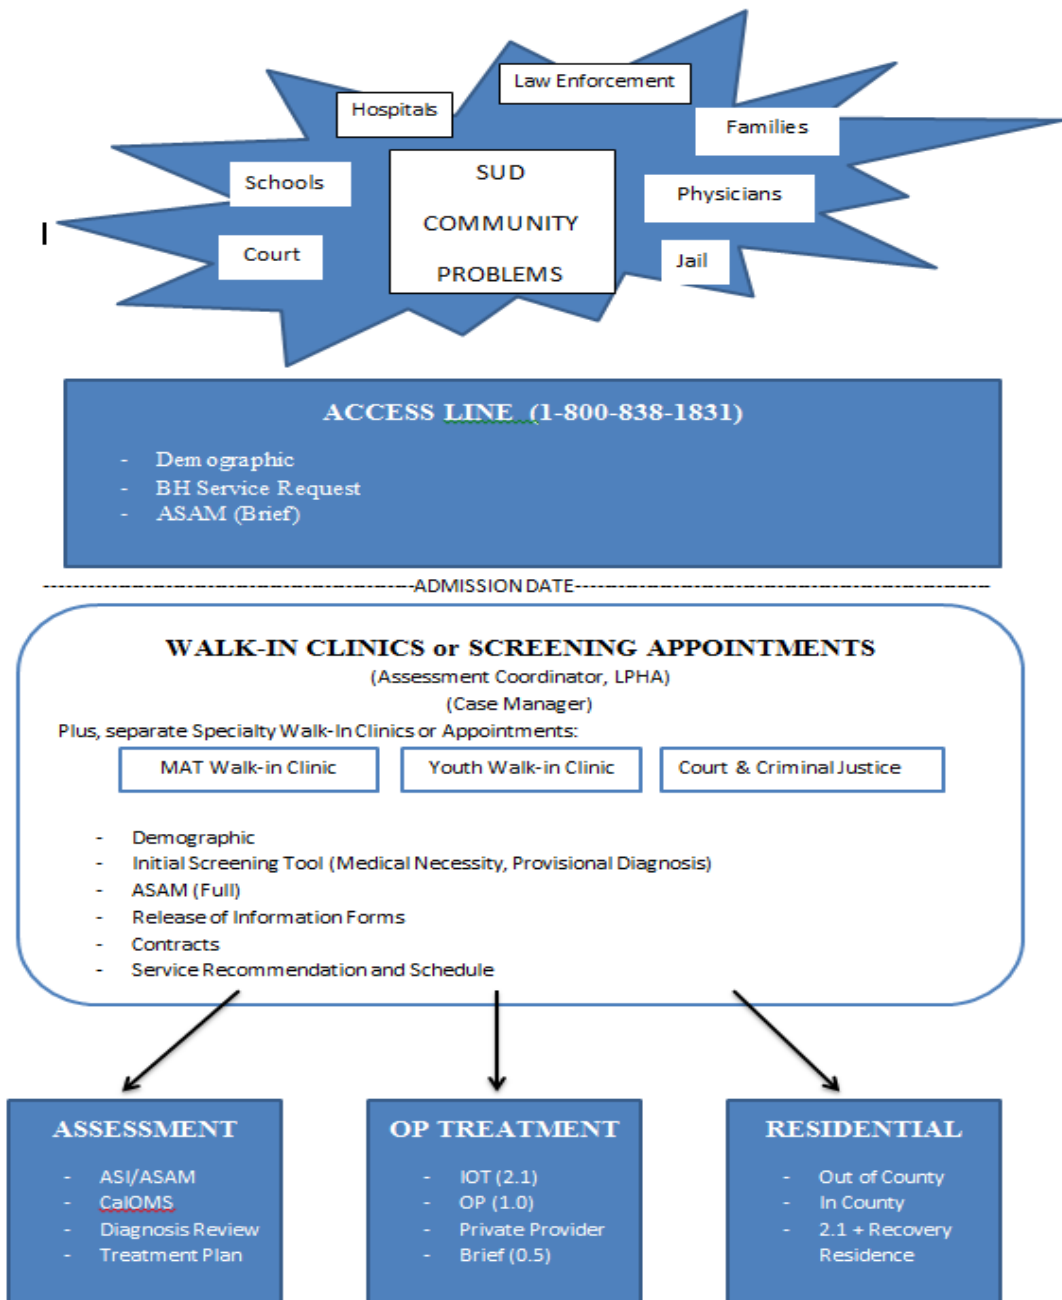 Law Enforcement
Hospitals
Families
SUD
COMMUNITY
PROBLEMS
Schools
Physicians
Court
Jail
ACCESS LINE (1-800-838-1831)
- Demographic
- BH Service Request
- ASAM (Brief)
--------------------------------------------------ADMISSION DATE--------------------------------------------------------
WALK-IN CLINICS or SCREENING APPOINTMENTS
(Assessment Coordinator, LPHA)
(Case Manager)
Plus, separate Specialty Walk-In Clinics or Appointments:
MAT Walk-in Clinic
Youth Walk-in Clinic
Court & Criminal Justice
- Demographic
- Initial Screening Tool (Medical Necessity, Provisional Diagnosis)
- ASAM (Full)
- Release of Information Forms
- Contracts
- Service Recommendation and Schedule
ASSESSMENT
- ASI/ASAM
- CalOMS
- Diagnosis Review
- Treatment Plan
OP TREATMENT
- IOT (2.1)
- OP (1.0)
- Private Provider
- Brief (0.5)
RESIDENTIAL
- Out of County
- In County
- 2.1 + Recovery
Residence